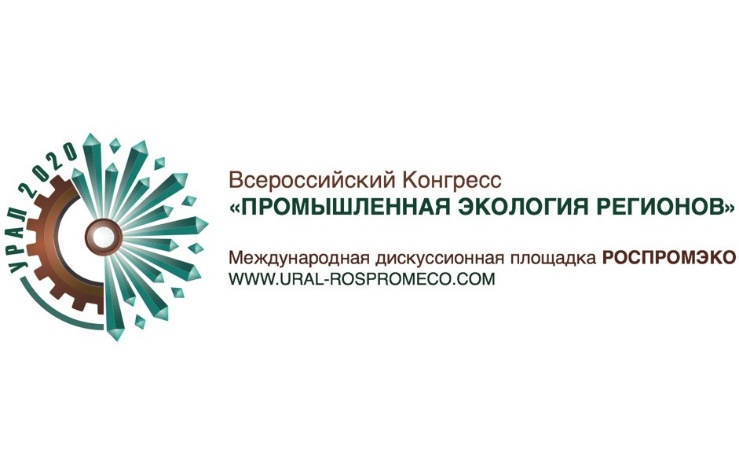 УРАЛ 2020
Всероссийский Конгресс
«ПРОМЫШЛЕННАЯ ЭКОЛОГИЯ РЕГИОНОВ»
Международная дискуссионная площадка РОСПРОМЭКО
WWW.URAL-ROSPROMECO.COM